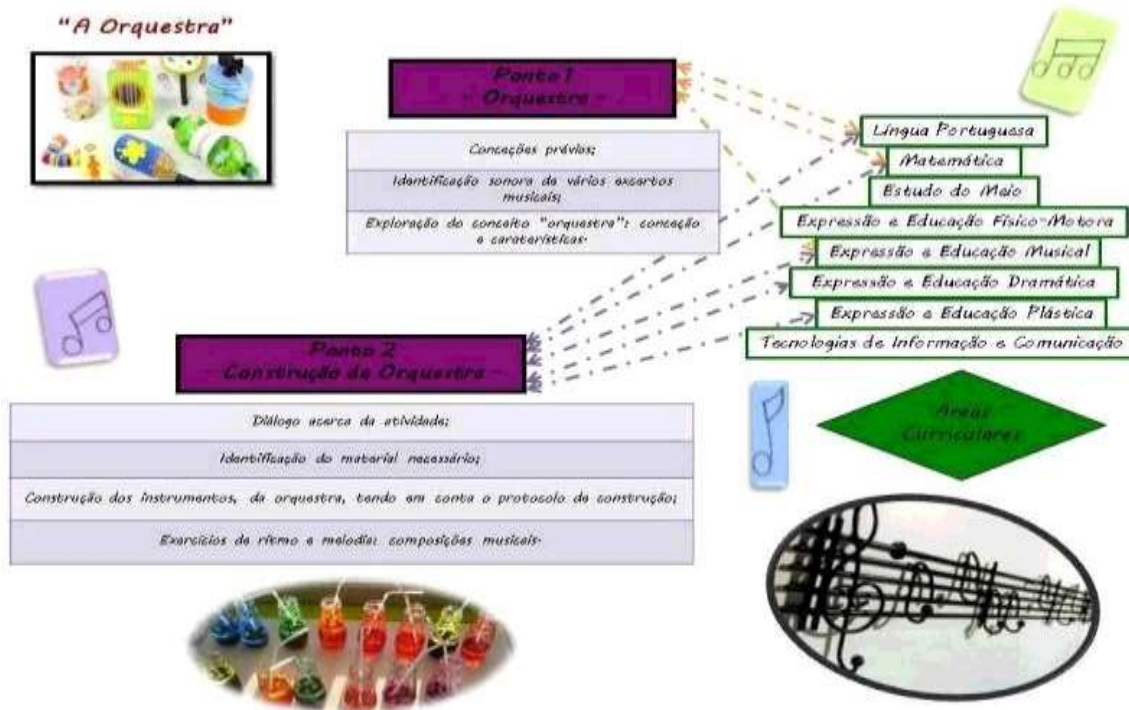 "A Orquestra"
Ponto 1
- Orquestra -
Conceções prévias;
Identificação sonora de vários excertos
musicais;
Exploração do conceito "orquestra": conceção
e caraterísticas.
Língua Portuguesa
Matemática
Estudo do Meio
Expressão e Educação Físico-Motora
Expressão e Educação Musical
Expressão e Educação Dramática
Expressão e Educação Plástica
Tecnologias de Informação e Comunicação
Áreas
Curriculares
Ponto 2
- Construção de Orquestra -
Diálogo acerca da atividade;
Identificação do material necessário;
Construção dos instrumentos, da orquestra, tendo em conta o protocolo de construção;
Exercícios de ritmo e melodia: composições musicais.